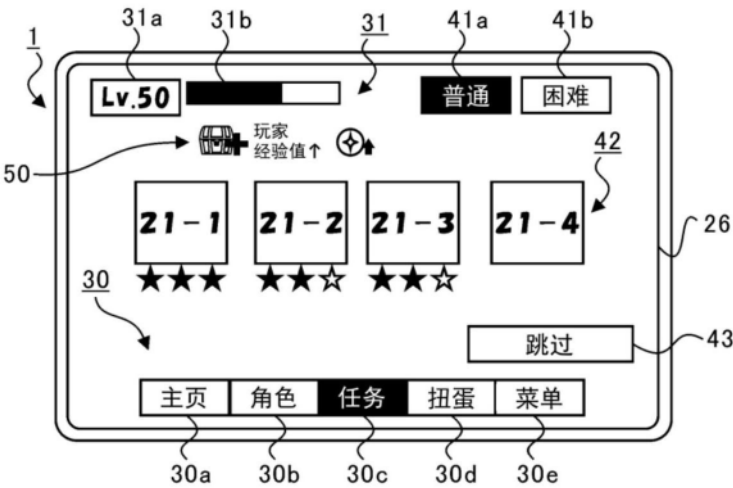 31a 31b 31 41a 41b
1
Lv.50 普通 困难
玩家
经验值↑
50
42
21-1 21-2 21-3 21-4
26
★★★ ★★☆ ★★☆
30
跳过
43
主页 角色 任务 扭蛋 菜单
30a 30b 30c 30d 30e